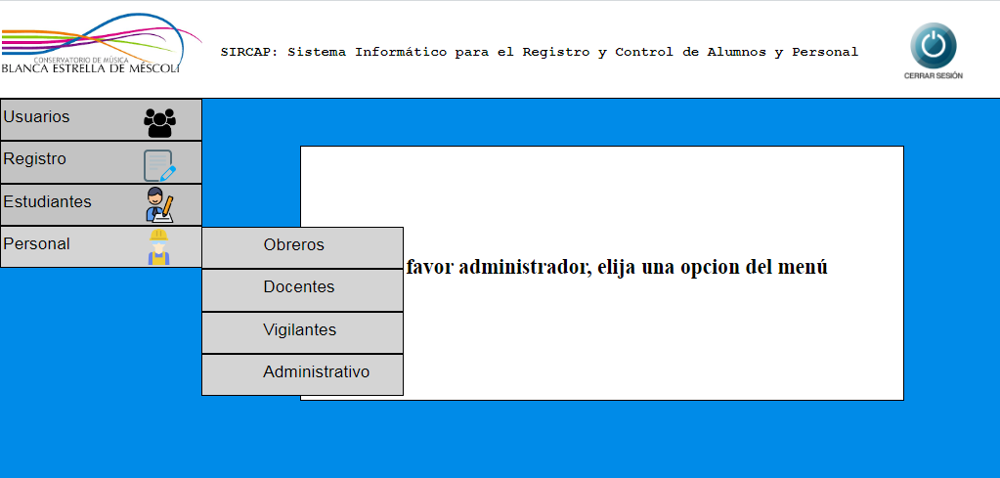 CONSERVATORIO DE MÚSICA
BLANCA ESTRELLA DE MÉSCOLI
SIRCAP: Sistema Informático para el Registro y Control de Alumnos y Personal
CERRAR SESIÓN
Usuarios
Registro
Estudiantes
Personal
Obreros
Docentes
Vigilantes
Administrativo
favor administrador, elija una opcion del menú